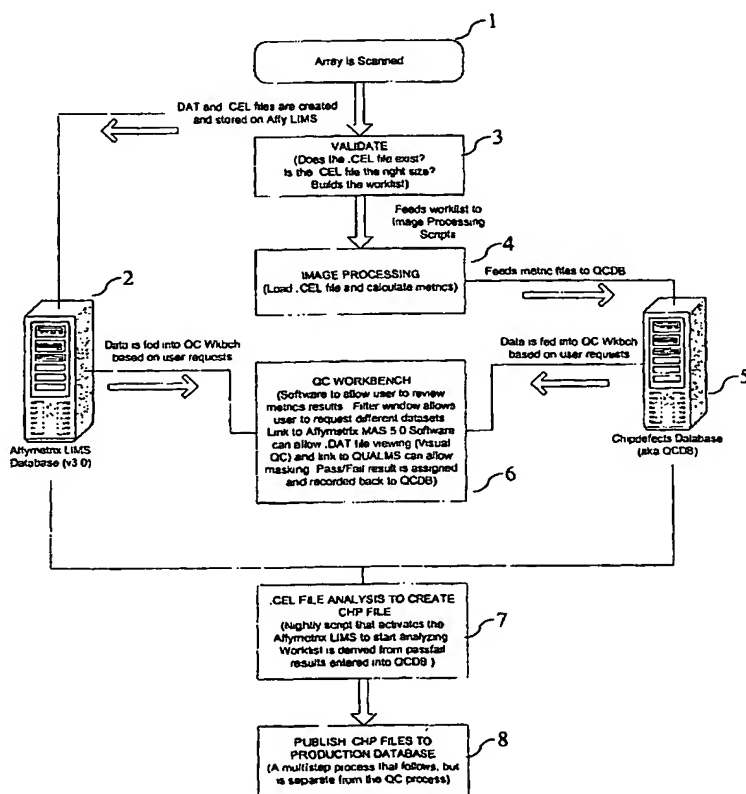 1
Array is Scanned
DAT and CEL files are created
and stored on Affy LIMS
3
VALIDATE
(Does the .CEL file exist?
Is the CEL file the right size?
Builds the worklist)
Feeds worklist to
Image Processing
Scripts
4
IMAGE PROCESSING
(Load .CEL file and calculate metrics)
Feeds metric files to QCDB
2
Data is fed into QC Wkbch
based on user requests
Affymetrix LIMS
Database (v3 0)
QC WORKBENCH
(Software to allow user to review
metrics results Filter window allows
user to request different datasets
Link to Affymetrix MAS 5 0 Software
can allow .DAT file viewing (Visual
QC) and link to QUALMS can allow
masking Pass/Fail result is assigned
and recorded back to QCDB)
6
Data is fed into QC Wkbch
based on user requests
5
Chipdefects Database
(aka QCDB)
.CEL FILE ANALYSIS TO CREATE
CHP FILE
(Nightly script that activates the
Affymetrix LIMS to start analyzing
Worklist is derived from passfail
results entered into QCDB )
7
PUBLISH CHP FILES TO
PRODUCTION DATABASE
(A multistep process that follows, but
is separate from the QC process)
8